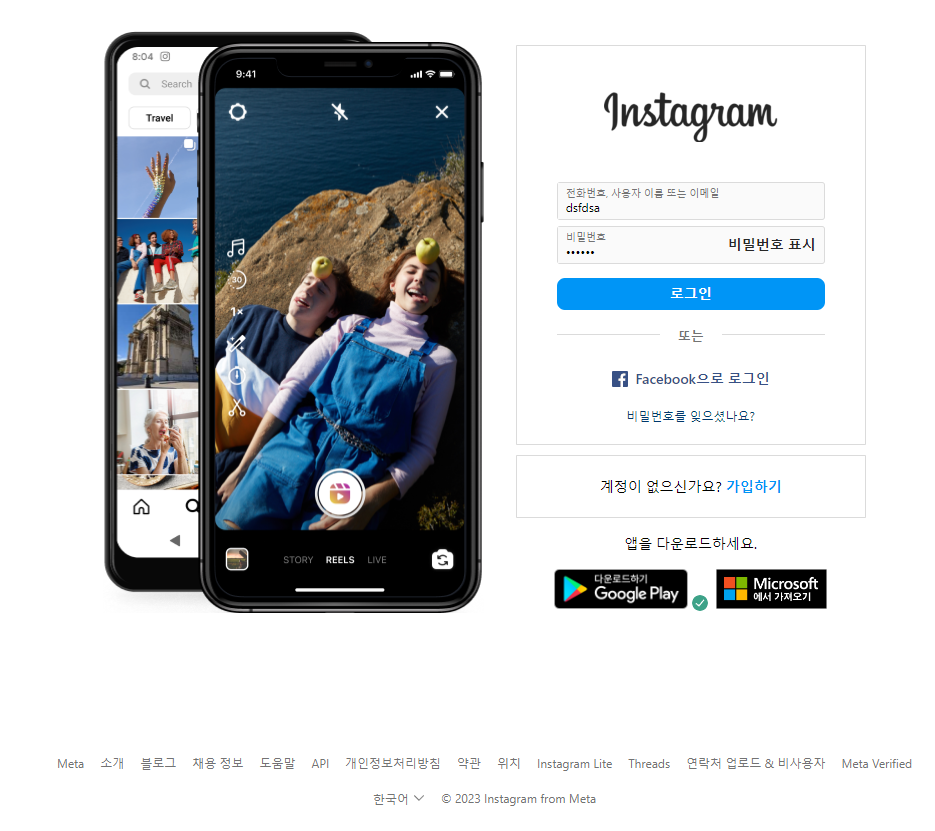 8:04
Search
Travel
9:41
30
1×
STORY REELS LIVE
Instagram
전화번호, 사용자 이름 또는 이메일
dsfdsa
비밀번호
••••••
비밀번호 표시
로그인
또는
Facebook으로 로그인
비밀번호를 잊으셨나요?
계정이 없으신가요? 가입하기
앱을 다운로드하세요.
다운로드하기
Google Play
Microsoft
에서 가져오기
Meta 소개 블로그 채용 정보 도움말 API 개인정보처리방침 약관 위치 Instagram Lite Threads 연락처 업로드 & 비사용자 Meta Verified
한국어 © 2023 Instagram from Meta